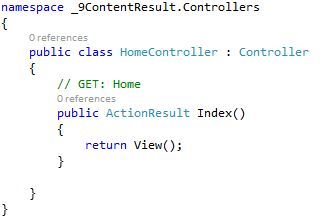 namespace _9ContentResult.Controllers
{
0 references
public class HomeController : Controller
{
// GET: Home
0 references
public ActionResult Index()
{
return View();
}
}
}